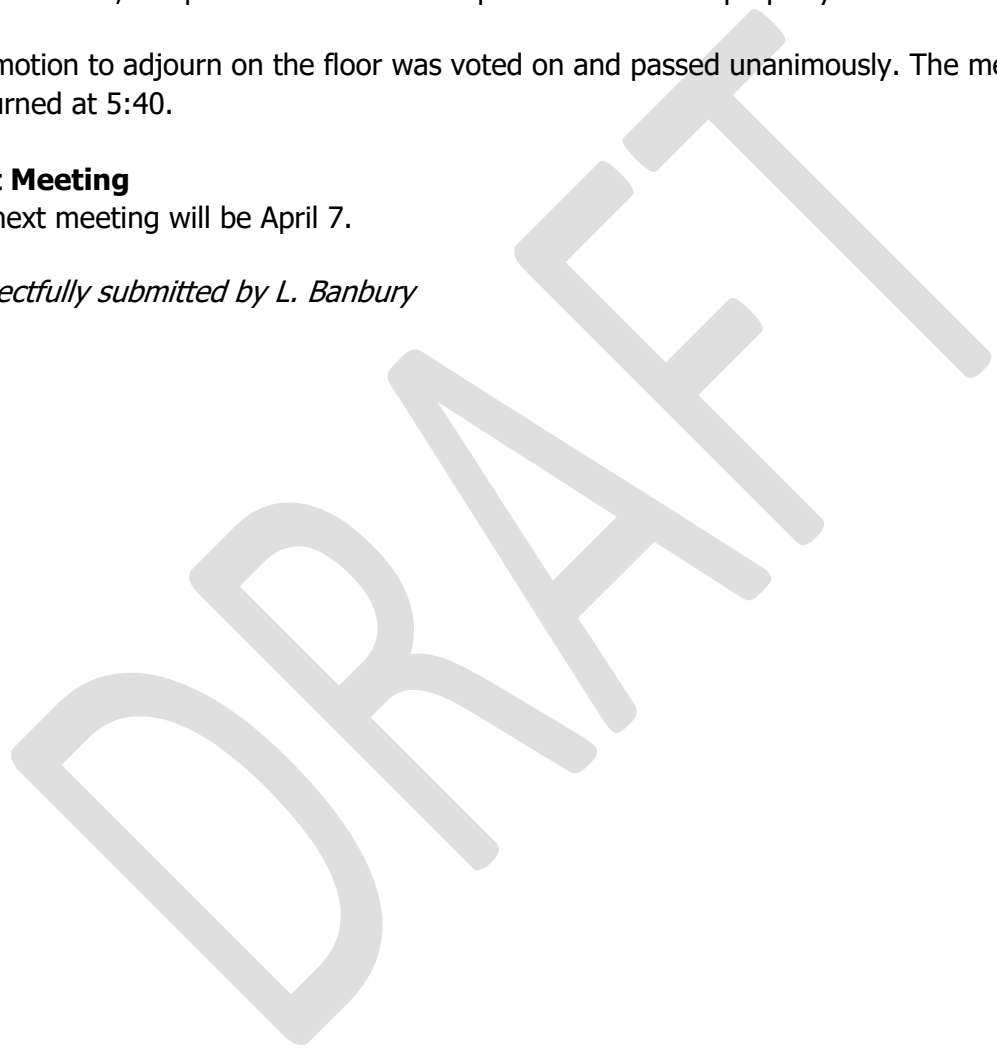 motion to adjourn on the floor was voted on and passed unanimously. The me
urned at 5:40.
t Meeting
next meeting will be April 7.
ectfully submitted by L. Banbury
DRAFT